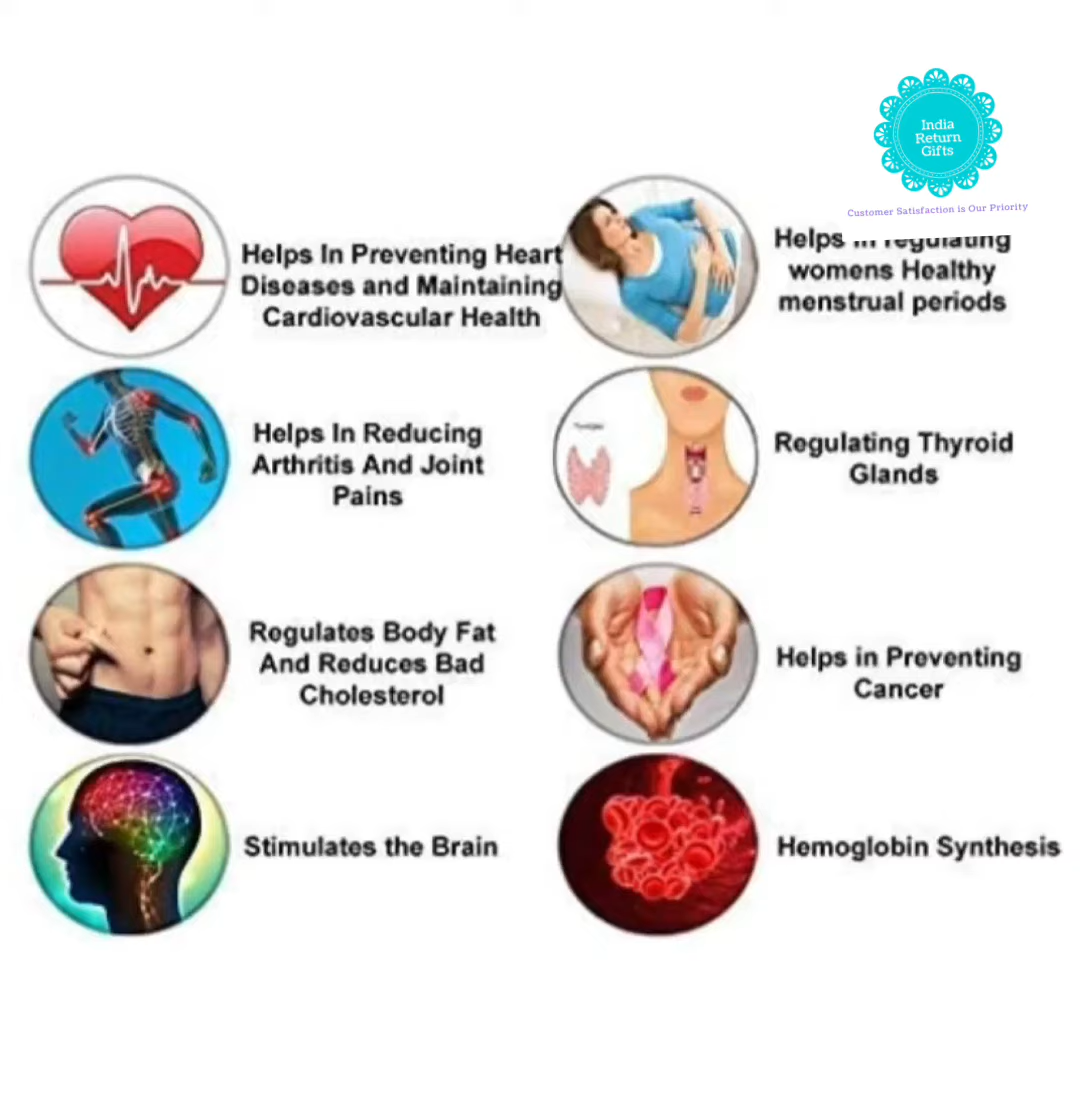 India
Return
Gifts
Customer Satisfaction is Our Priority
Helps In Preventing Heart
Diseases and Maintaining
Cardiovascular Health
Helps in regulating
womens Healthy
menstrual periods
Helps In Reducing
Arthritis And Joint
Pains
Regulating Thyroid
Glands
Regulates Body Fat
And Reduces Bad
Cholesterol
Helps in Preventing
Cancer
Stimulates the Brain
Hemoglobin Synthesis